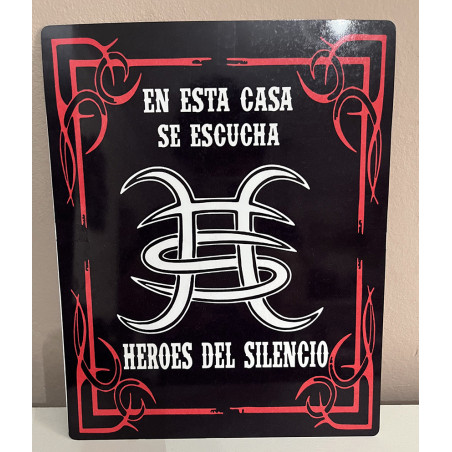 EN ESTA CASA
SE ESCUCHA
HEROES DEL SILENCIO